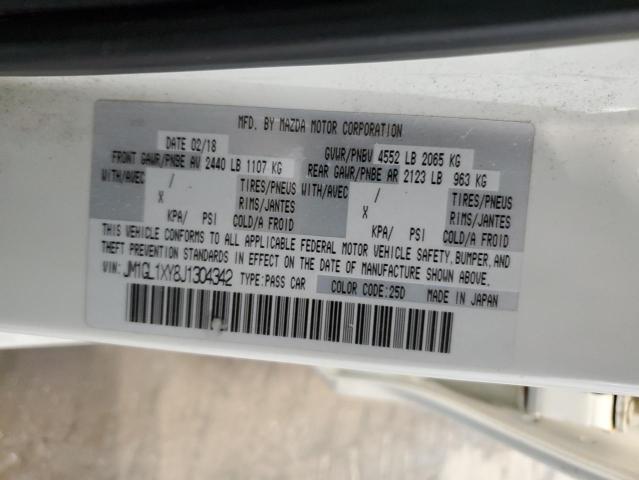 MFD. BY MAZDA MOTOR CORPORATION
DATE 02/18 GVWR/PNBV 4552 LB 2065 KG
FRONT GAWR/PNBE AV 2440 LB 1107 KG REAR GAWR/PNBE AR 2123 LB 963 KG
WITH/AVEC / TIRES/PNEUS WITH/AVEC / TIRES/PNEUS
X RIMS/JANTES X RIMS/JANTES
KPA/ PSI COLD/A FROID KPA/ PSI COLD/A FROID
THIS VEHICLE CONFORMS TO ALL APPLICABLE FEDERAL MOTOR VEHICLE SAFETY, BUMPER, AND
THEFT PREVENTION STANDARDS IN EFFECT ON THE DATE OF MANUFACTURE SHOWN ABOVE.
VIN: JM1GL1XY8J1304342 TYPE:PASS CAR COLOR CODE:25D MADE IN JAPAN